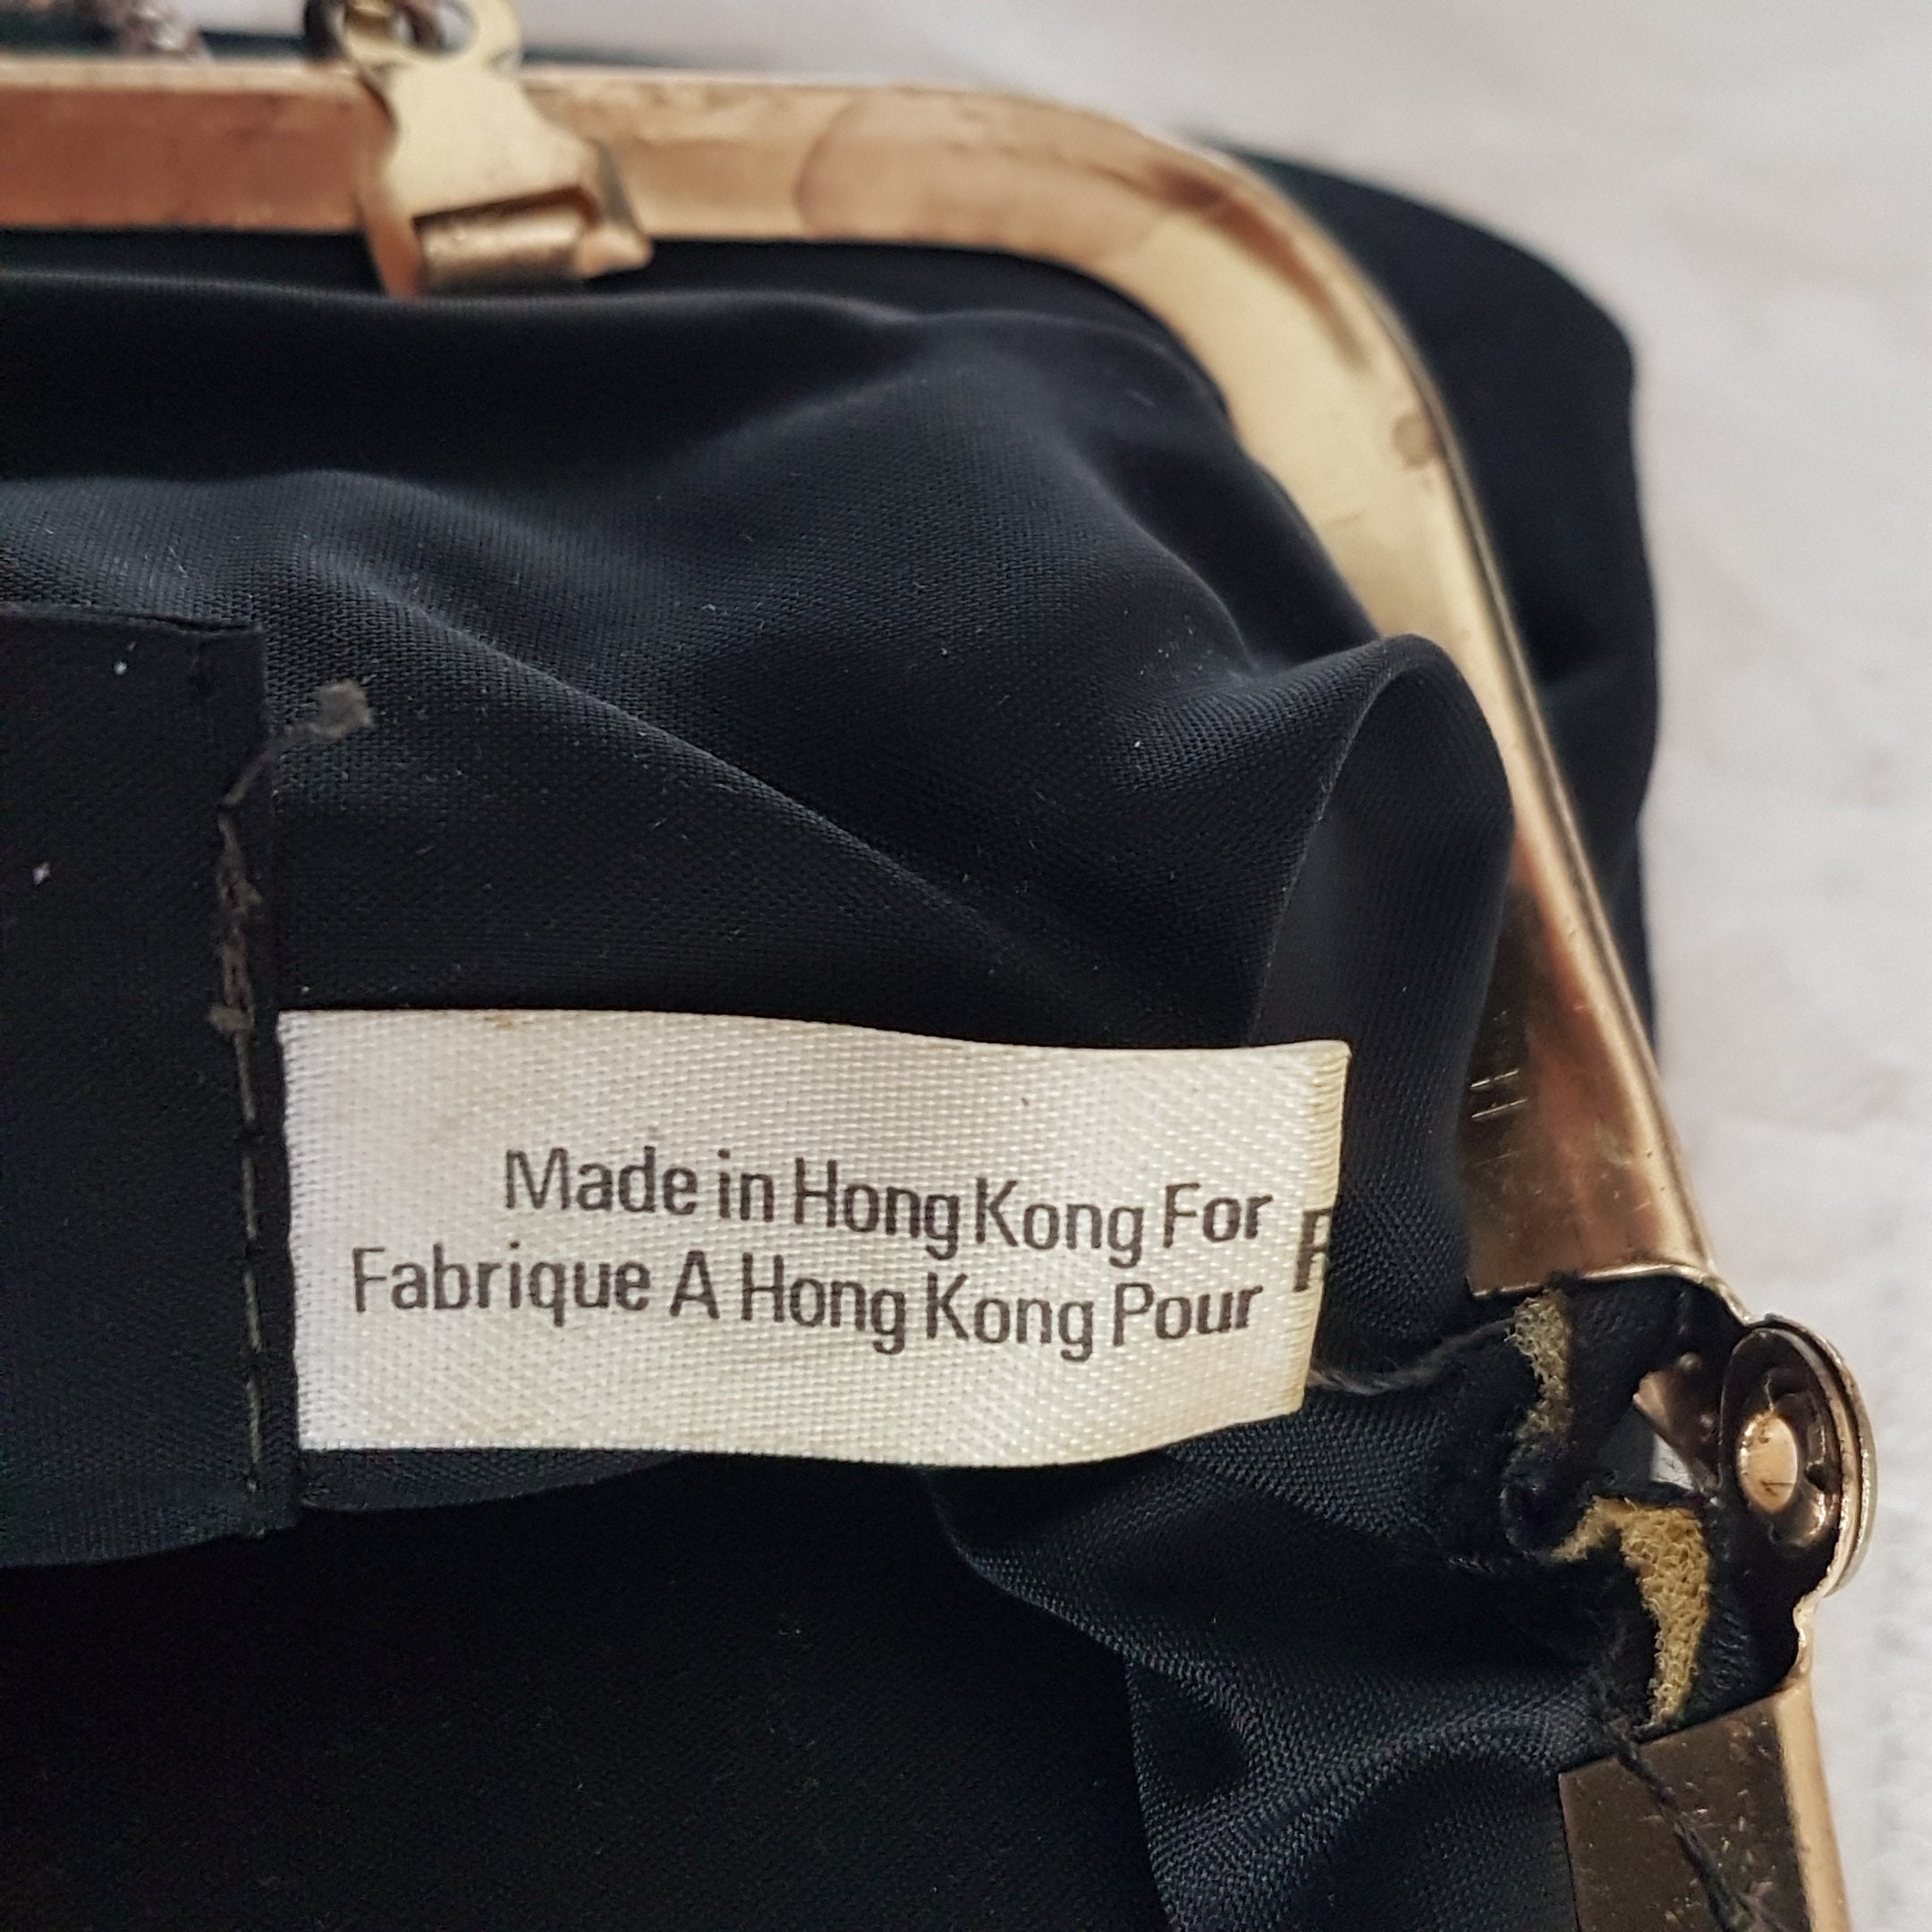 Made in Hong Kong For
Fabrique A Hong Kong Pour